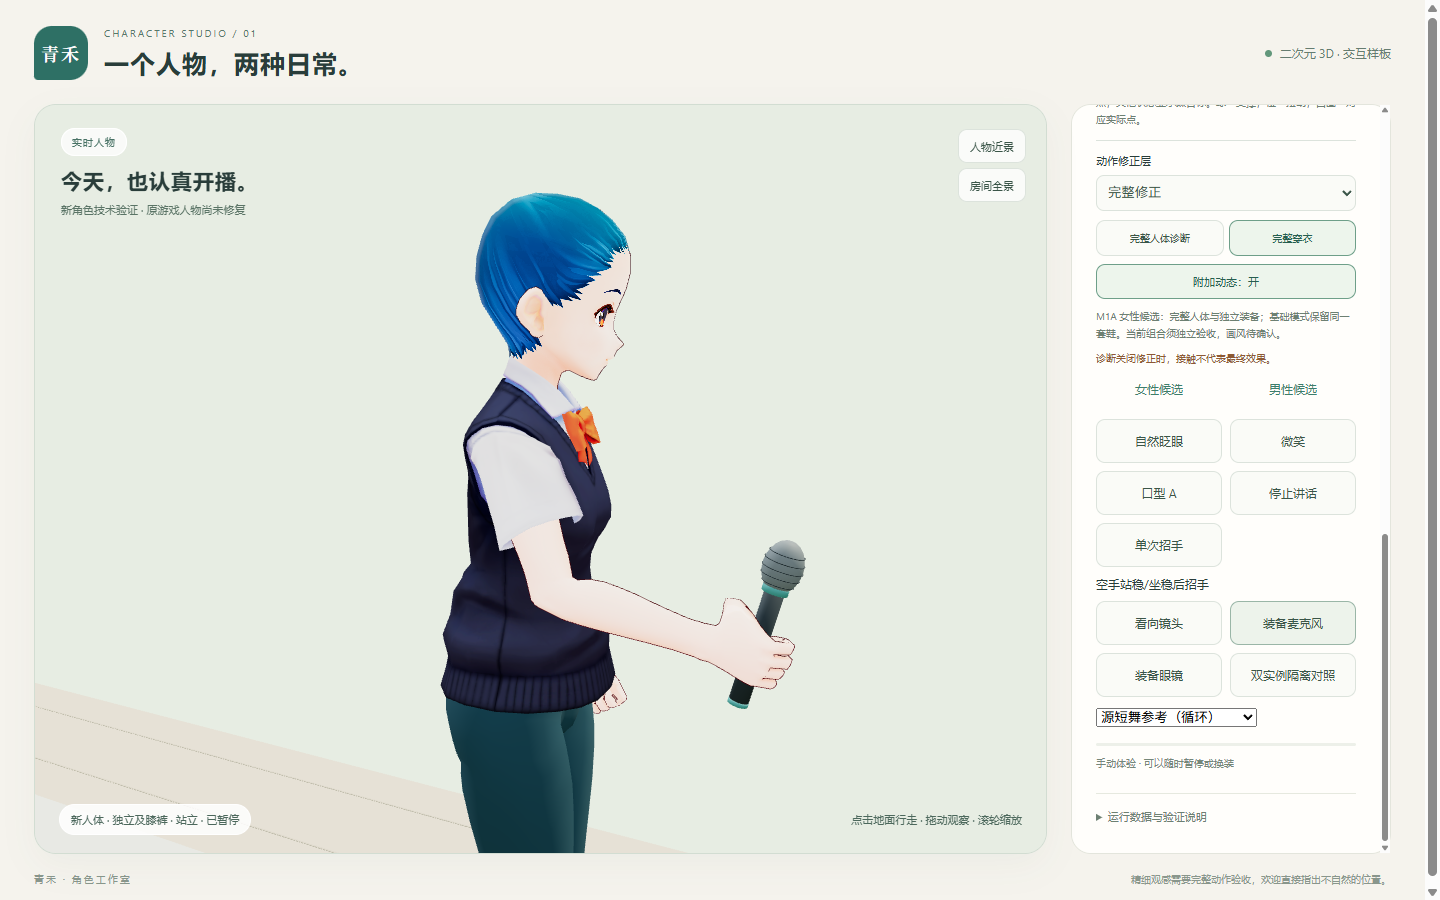 青禾
CHARACTER STUDIO / 01
一个人物，两种日常。
二次元 3D · 交互样板
实时人物
今天，也认真开播。
新角色技术验证 · 原游戏人物尚未修复
人物近景
房间全景
新人体 · 独立及膝裤 · 站立 · 已暂停
点击地面行走 · 拖动观察 · 滚轮缩放
应实际点。
动作修正层
完整修正
完整人体诊断
完整穿衣
附加动态：开
M1A 女性候选：完整人体与独立装备；基础模式保留同一
套鞋。当前组合须独立验收，画风待确认。
诊断关闭修正时，接触不代表最终效果。
女性候选
男性候选
自然眨眼
微笑
口型 A
停止讲话
单次招手
空手站稳/坐稳后招手
看向镜头
装备麦克风
装备眼镜
双实例隔离对照
源短舞参考（循环）
手动体验 · 可以随时暂停或换装
运行数据与验证说明
青禾 · 角色工作室
精细观感需要完整动作验收，欢迎直接指出不自然的位置。